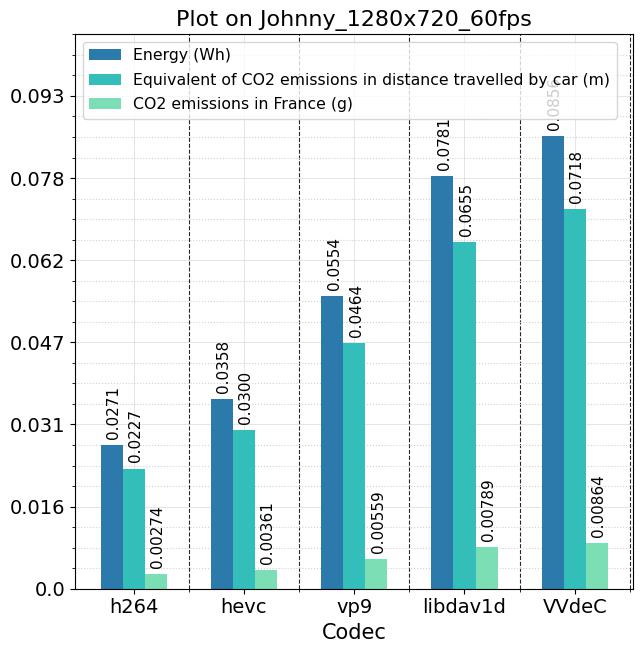 Plot on Johnny_1280x720_60fps
Energy (Wh)
Equivalent of CO2 emissions in distance travelled by car (m)
CO2 emissions in France (g)
0.093
0.078
0.062
0.047
0.031
0.016
0.0
0.0271
0.0227
0.00274
0.0358
0.0300
0.00361
0.0554
0.0464
0.00559
0.0781
0.0655
0.00789
0.0856
0.0718
0.00864
h264
hevc
vp9
libdav1d
VVdeC
Codec